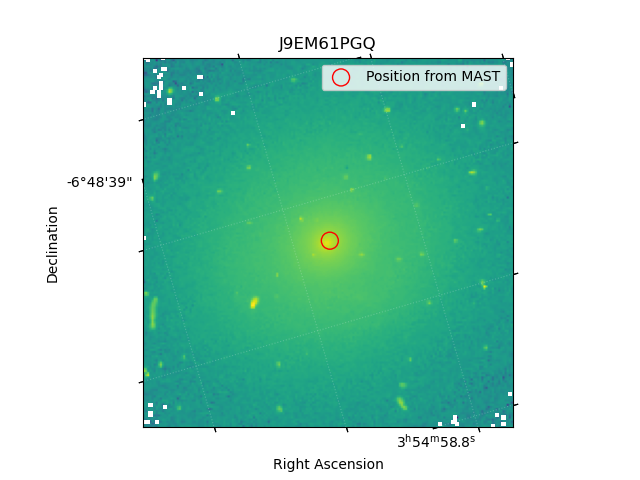 J9EM61PGQ
Position from MAST
-6°48'39"
Declination
3ʰ54ᵐ58.8ˢ
Right Ascension